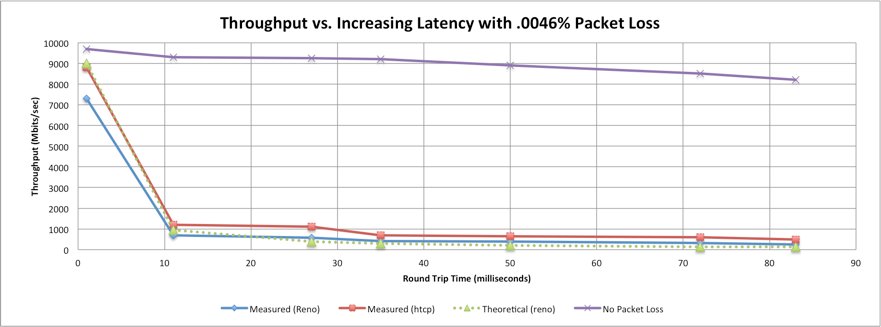 Throughput vs. Increasing Latency with .0046% Packet Loss
Throughput (Mbits/sec)
10000
9000
8000
7000
6000
5000
4000
3000
2000
1000
0
0 10 20 30 40 50 60 70 80 90
Round Trip Time (milliseconds)
Measured (Reno) Measured (htcp) Theoretical (reno) No Packet Loss